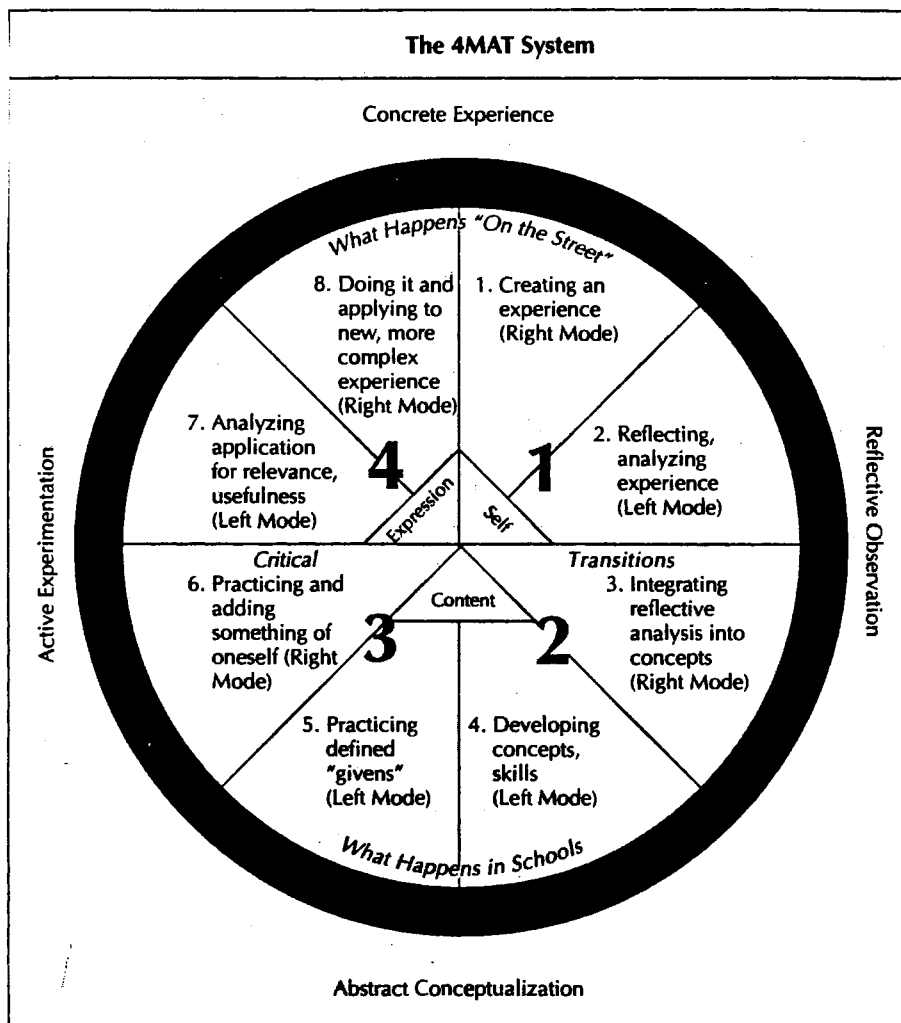 The 4MAT System
Concrete Experience
What Happens "On the Street"
8. Doing it and
applying to
new, more
complex
experience
(Right Mode)
1. Creating an
experience
(Right Mode)
7. Analyzing
application
for relevance,
usefulness
(Left Mode)
4
Expression
1
Self
2. Reflecting,
analyzing
experience
(Left Mode)
Active Experimentation
Reflective Observation
Critical
Transitions
6. Practicing and
adding
something of
oneself (Right
Mode)
3
Content
2
3. Integrating
reflective
analysis into
concepts
(Right Mode)
5. Practicing
defined
"givens"
(Left Mode)
4. Developing
concepts,
skills
(Left Mode)
What Happens in Schools
Abstract Conceptualization